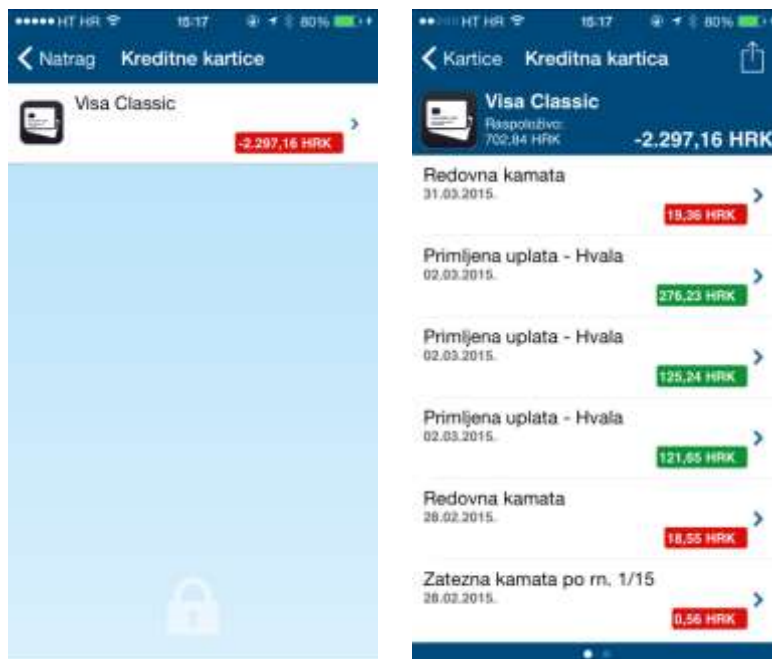 HT HR 16:17 80%
Natrag Kreditne kartice
Visa Classic
-2.297,16 HRK
HT HR 16:17 80%
Kartice Kreditna kartica
Visa Classic
Raspoloživo:
702,84 HRK -2.297,16 HRK
Redovna kamata
31.03.2015.
19,36 HRK
Primljena uplata - Hvala
02.03.2015.
276,23 HRK
Primljena uplata - Hvala
02.03.2015.
125,24 HRK
Primljena uplata - Hvala
02.03.2015.
121,65 HRK
Redovna kamata
28.02.2015.
18,55 HRK
Zatezna kamata po rn. 1/15
28.02.2015.
0,56 HRK